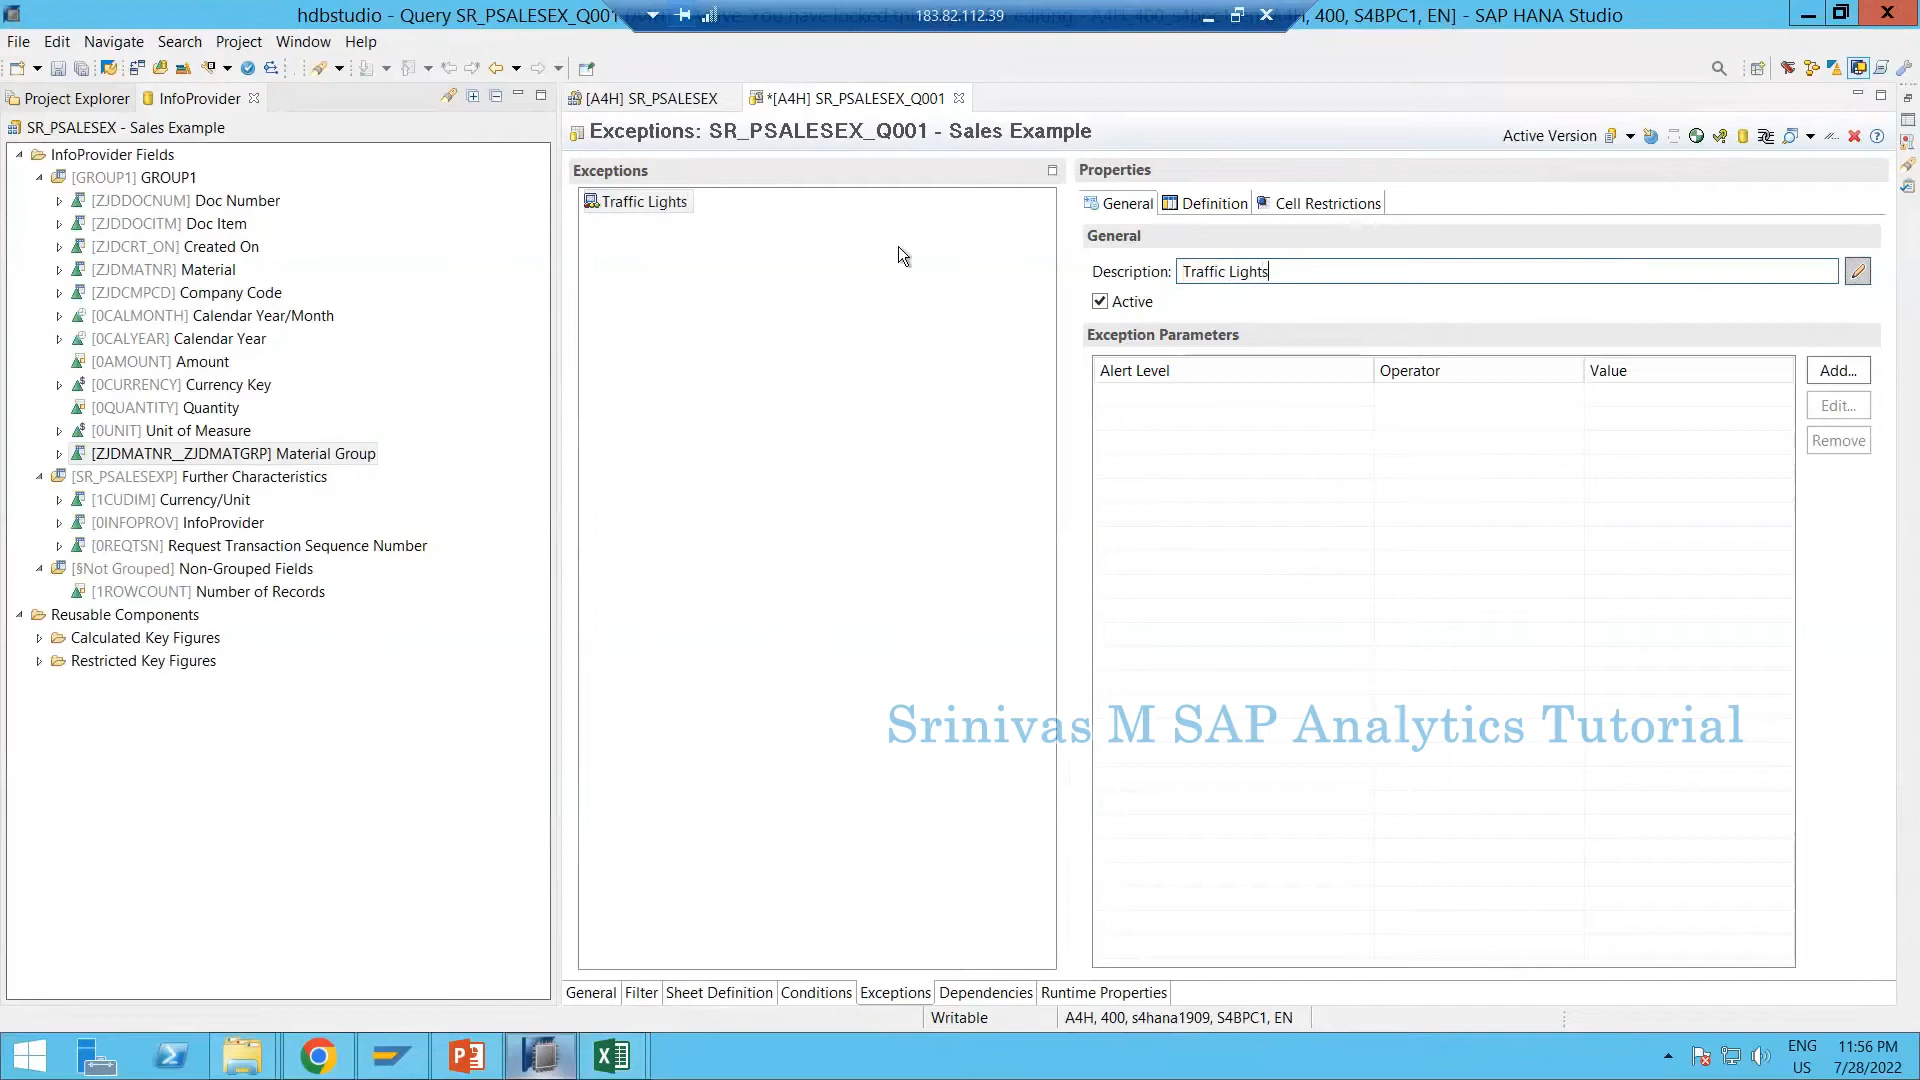 hdbstudio - Query SR_PSALESEX_Q001
183.82.112.39
400, S4BPC1, EN] - SAP HANA Studio
File Edit Navigate Search Project Window Help
Project Explorer
InfoProvider
[A4H] SR_PSALESEX
*[A4H] SR_PSALESEX_Q001
SR_PSALESEX - Sales Example
InfoProvider Fields
[GROUP1] GROUP1
[ZJDDOCNUM] Doc Number
[ZJDDOCITM] Doc Item
[ZJDCRT_ON] Created On
[ZJDMATNR] Material
[ZJDCMPCD] Company Code
[0CALMONTH] Calendar Year/Month
[0CALYEAR] Calendar Year
[0AMOUNT] Amount
[0CURRENCY] Currency Key
[0QUANTITY] Quantity
[0UNIT] Unit of Measure
[ZJDMATNR__ZJDMATGRP] Material Group
[SR_PSALESEXP] Further Characteristics
[1CUDIM] Currency/Unit
[0INFOPROV] InfoProvider
[0REQTSN] Request Transaction Sequence Number
[§Not Grouped] Non-Grouped Fields
[1ROWCOUNT] Number of Records
Reusable Components
Calculated Key Figures
Restricted Key Figures
Exceptions: SR_PSALESEX_Q001 - Sales Example
Active Version
Exceptions
Traffic Lights
Properties
General
Definition
Cell Restrictions
General
Description: Traffic Lights
Active
Exception Parameters
Alert Level Operator Value
Add...
Edit...
Remove
Srinivas M SAP Analytics Tutorial
General Filter Sheet Definition Conditions Exceptions Dependencies Runtime Properties
Writable
A4H, 400, s4hana1909, S4BPC1, EN
ENG
US
11:56 PM
7/28/2022